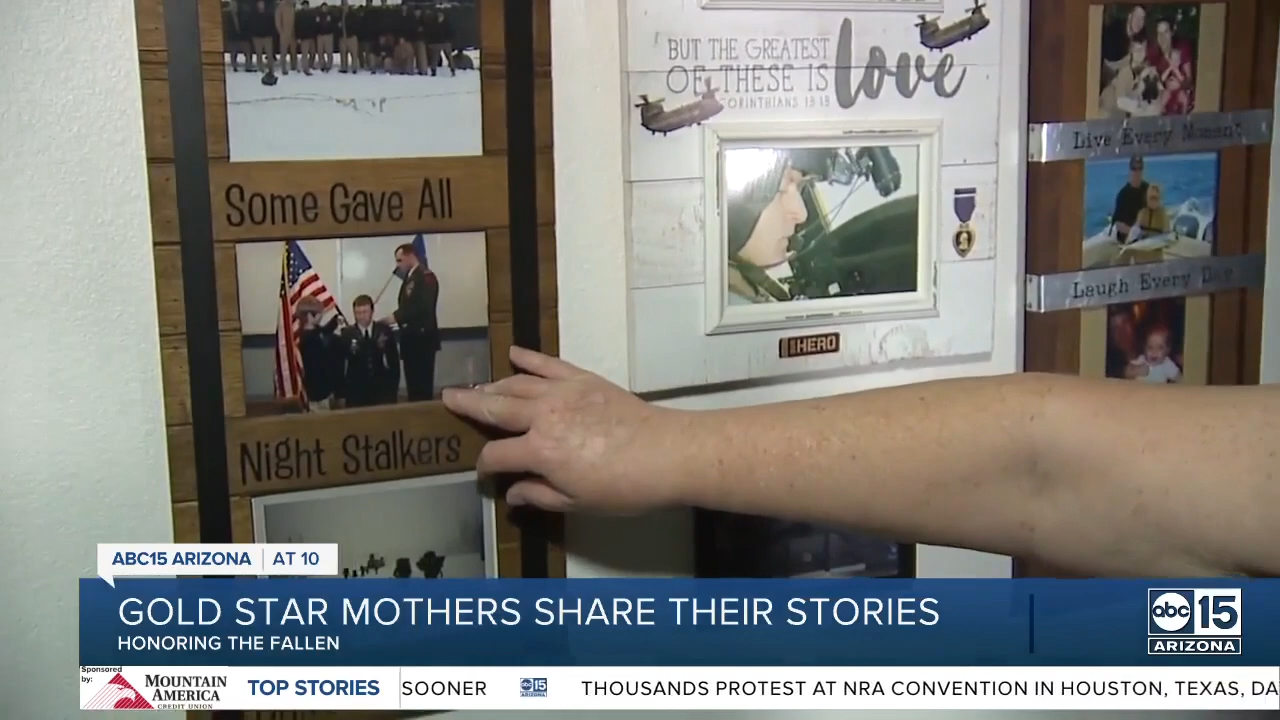 BUT THE GREATEST
OF THESE IS
love
CORINTHIANS 13:13
Live Every Moment
Some Gave All
Laugh Every Day
HERO
Night Stalkers
ABC15 ARIZONA AT 10
GOLD STAR MOTHERS SHARE THEIR STORIES
HONORING THE FALLEN
abc 15
ARIZONA
Sponsored
by:
MOUNTAIN
AMERICA
CREDIT UNION
TOP STORIES
SOONER
abc 15
ARIZONA
THOUSANDS PROTEST AT NRA CONVENTION IN HOUSTON, TEXAS, DA